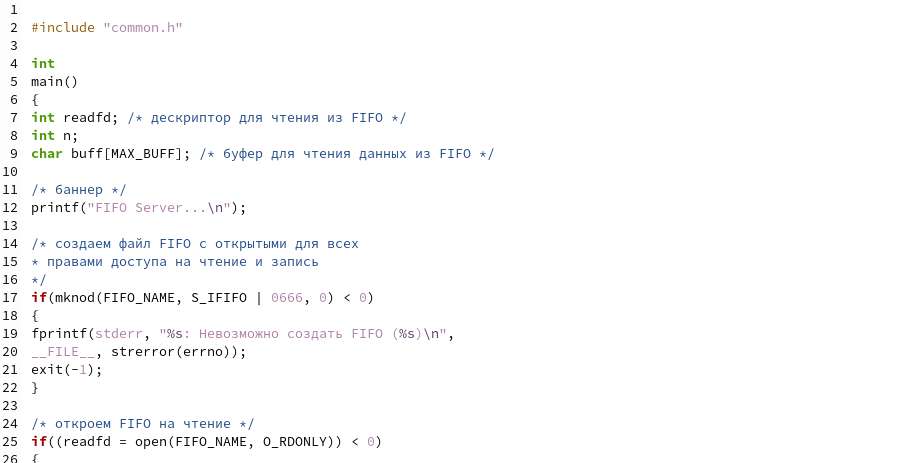 1
2 #include "common.h"
3
4 int
5 main()
6 {
7 int readfd; /* дескриптор для чтения из FIFO */
8 int n;
9 char buff[MAX_BUFF]; /* буфер для чтения данных из FIFO */
10
11 /* баннер */
12 printf("FIFO Server...\n");
13
14 /* создаем файл FIFO с открытыми для всех
15 * правами доступа на чтение и запись
16 */
17 if(mknod(FIFO_NAME, S_IFIFO | 0666, 0) < 0)
18 {
19 fprintf(stderr, "%s: Невозможно создать FIFO (%s)\n",
20 __FILE__, strerror(errno));
21 exit(-1);
22 }
23
24 /* откроем FIFO на чтение */
25 if((readfd = open(FIFO_NAME, O_RDONLY)) < 0)
26 {